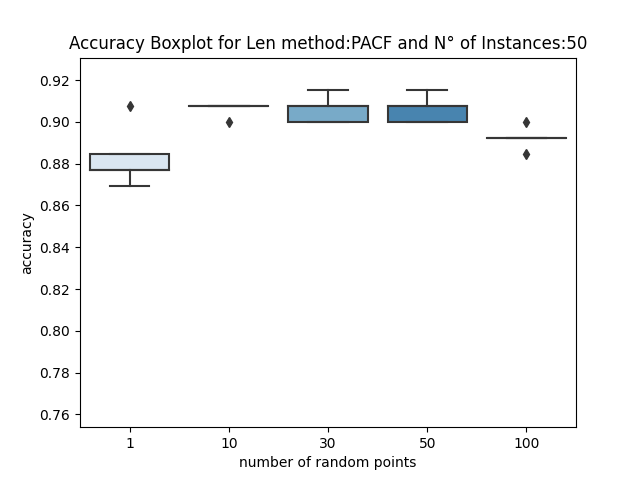 Accuracy Boxplot for Len method:PACF and N° of Instances:50
0.92
0.90
0.88
0.86
0.84
0.82
0.80
0.78
0.76
accuracy
1 10 30 50 100
number of random points